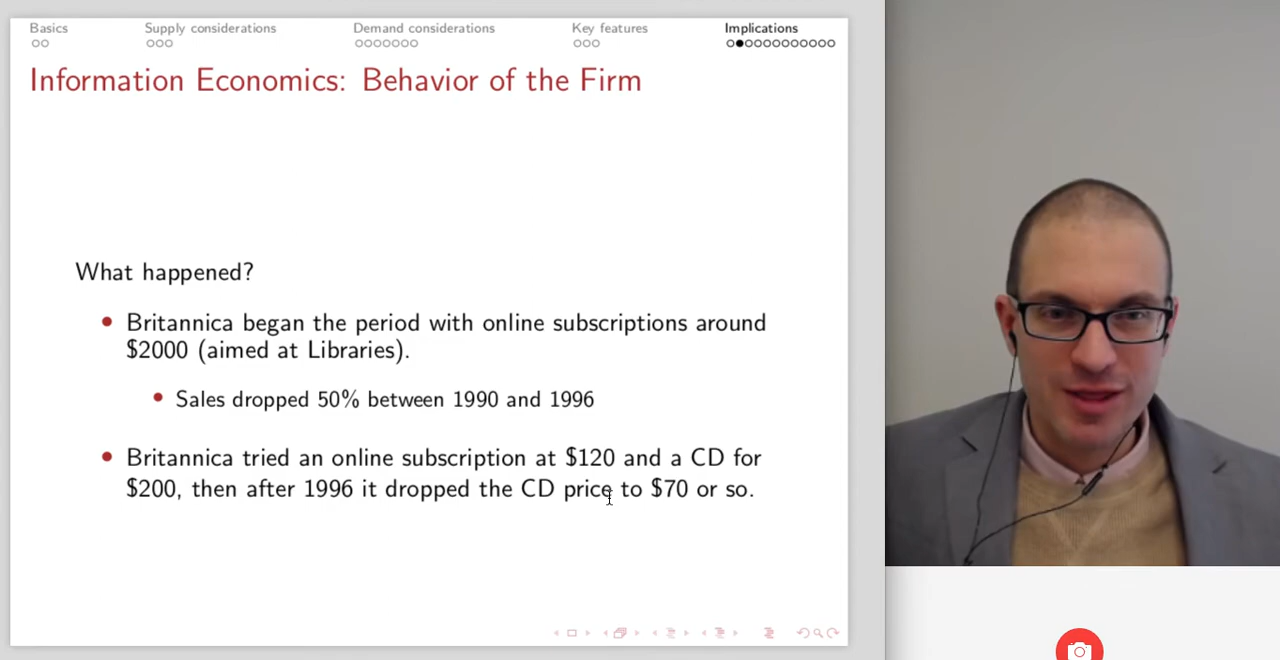 Basics Supply considerations Demand considerations Key features Implications
Information Economics: Behavior of the Firm
What happened?
Britannica began the period with online subscriptions around
$2000 (aimed at Libraries).
Sales dropped 50% between 1990 and 1996
Britannica tried an online subscription at $120 and a CD for
$200, then after 1996 it dropped the CD price to $70 or so.